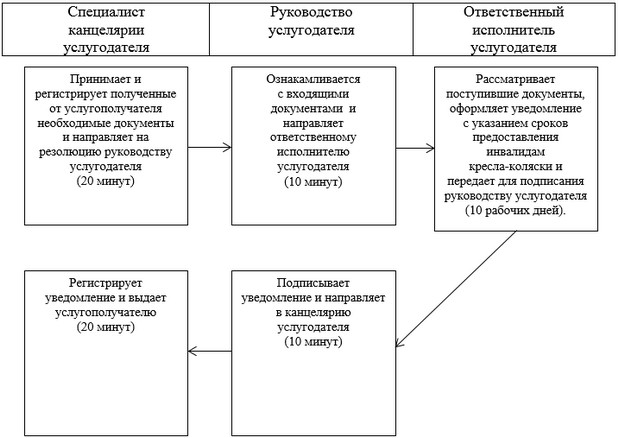 Специалист
канцелярии
услугодателя
Руководство
услугодателя
Ответственный
исполнитель
услугодателя
Принимает и
регистрирует полученные
от услугополучателя
необходимые документы
и направляет на
резолюцию руководству
услугодателя
(20 минут)
Ознакамливается
с входящими
документами и
направляет
ответственному
исполнителю
услугодателя
(10 минут)
Рассматривает
поступившие документы,
оформляет уведомление
с указанием сроков
предоставления
инвалидам
кресла-коляски и
передает для подписания
руководству услугодателя
(10 рабочих дней).
Регистрирует
уведомление и выдает
услугополучателю
(20 минут)
Подписывает
уведомление и направляет
в канцелярию
услугодателя
(10 минут)